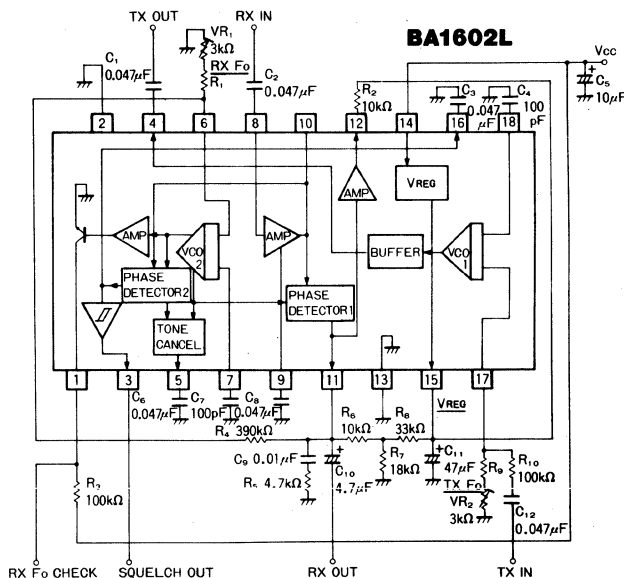 BA1602L
TX OUT
RX IN
VR1
3kΩ
RX Fo
R1
C1
0.047μF
C2
0.047μF
R2
10kΩ
C3
0.047
μF
C4
100
pF
Vcc
C5
10μF
2
4
6
8
10
12
14
16
18
AMP
VREG
AMP
VCO
2
AMP
BUFFER
VCO
1
PHASE
DETECTOR2
PHASE
DETECTOR1
TONE
CANCEL
1
3
5
7
9
11
13
15
17
C6
0.047μF
C7
100pF
C8
0.047μF
VREG
R4 390kΩ
R6
10kΩ
R8
33kΩ
C9 0.01μF
C10
4.7μF
R7
18kΩ
C11
47μF
R9
R10
100kΩ
R5 4.7kΩ
TX Fo
VR2
3kΩ
C12
0.047μF
R3
100kΩ
RX Fo CHECK
SQUELCH OUT
RX OUT
TX IN